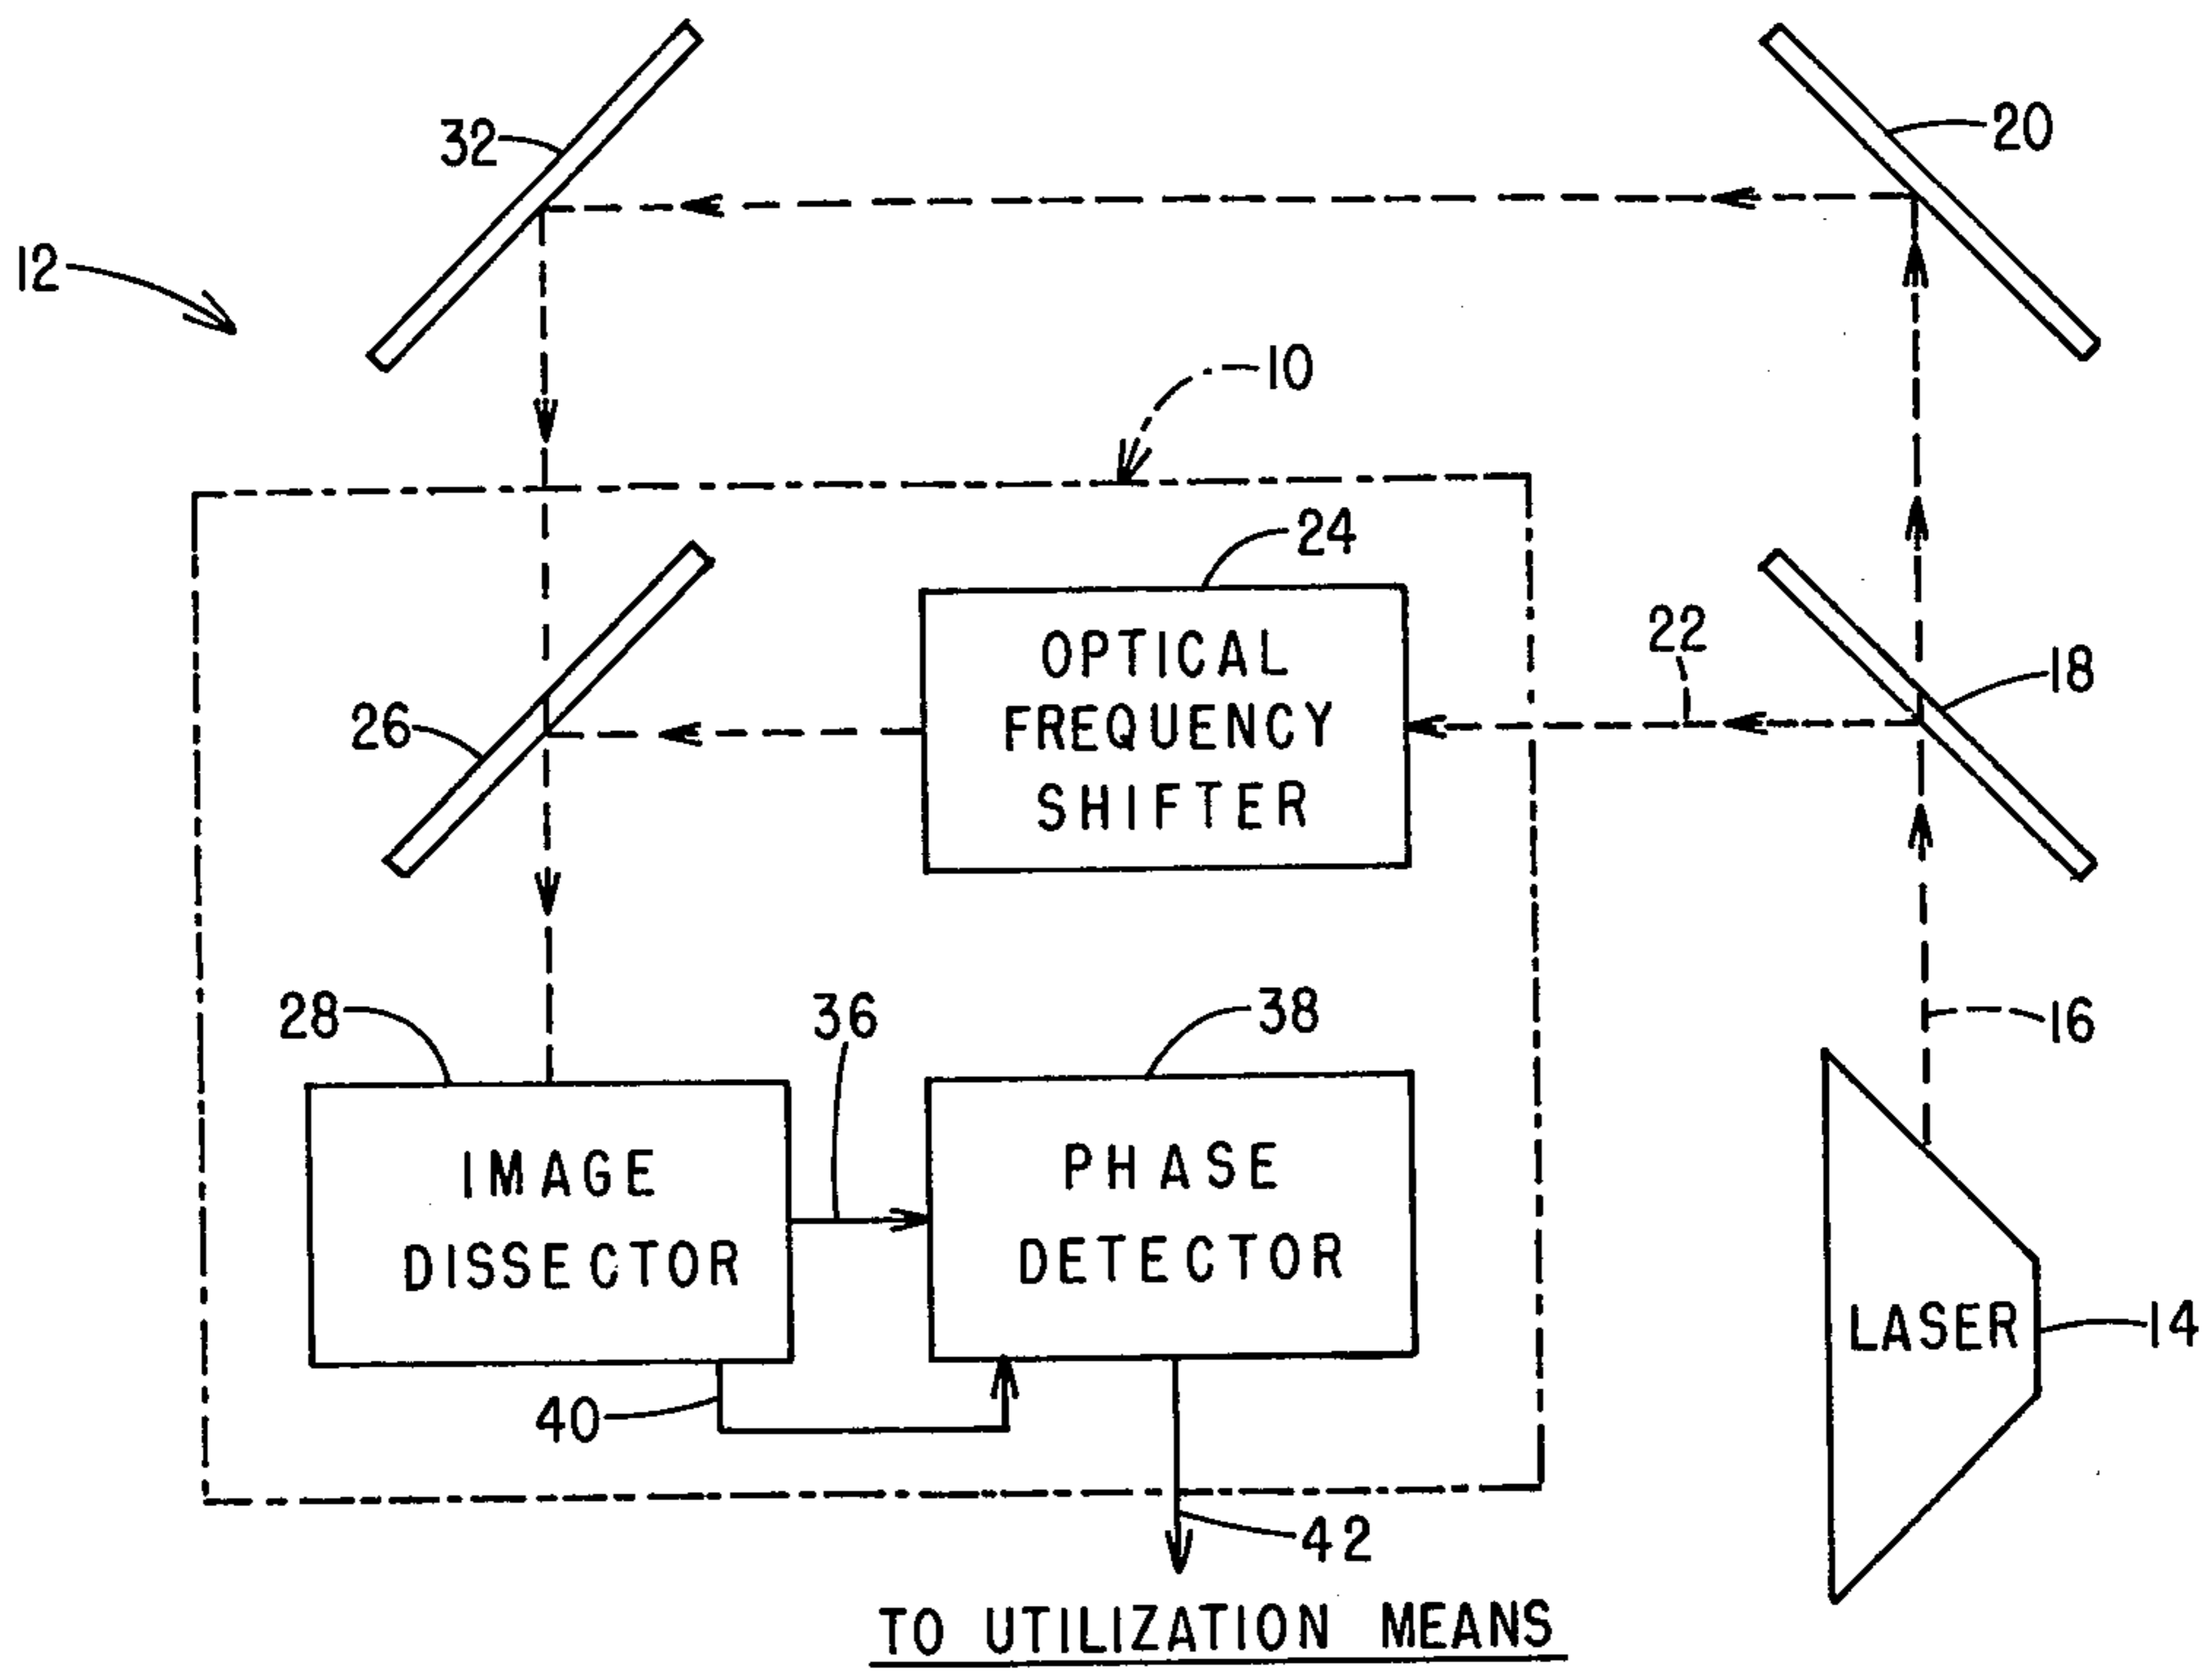 32
20
12
10
24
OPTICAL
FREQUENCY
SHIFTER
22
18
26
28
36
38
16
IMAGE
DISSECTOR
PHASE
DETECTOR
LASER
14
40
42
TO UTILIZATION MEANS